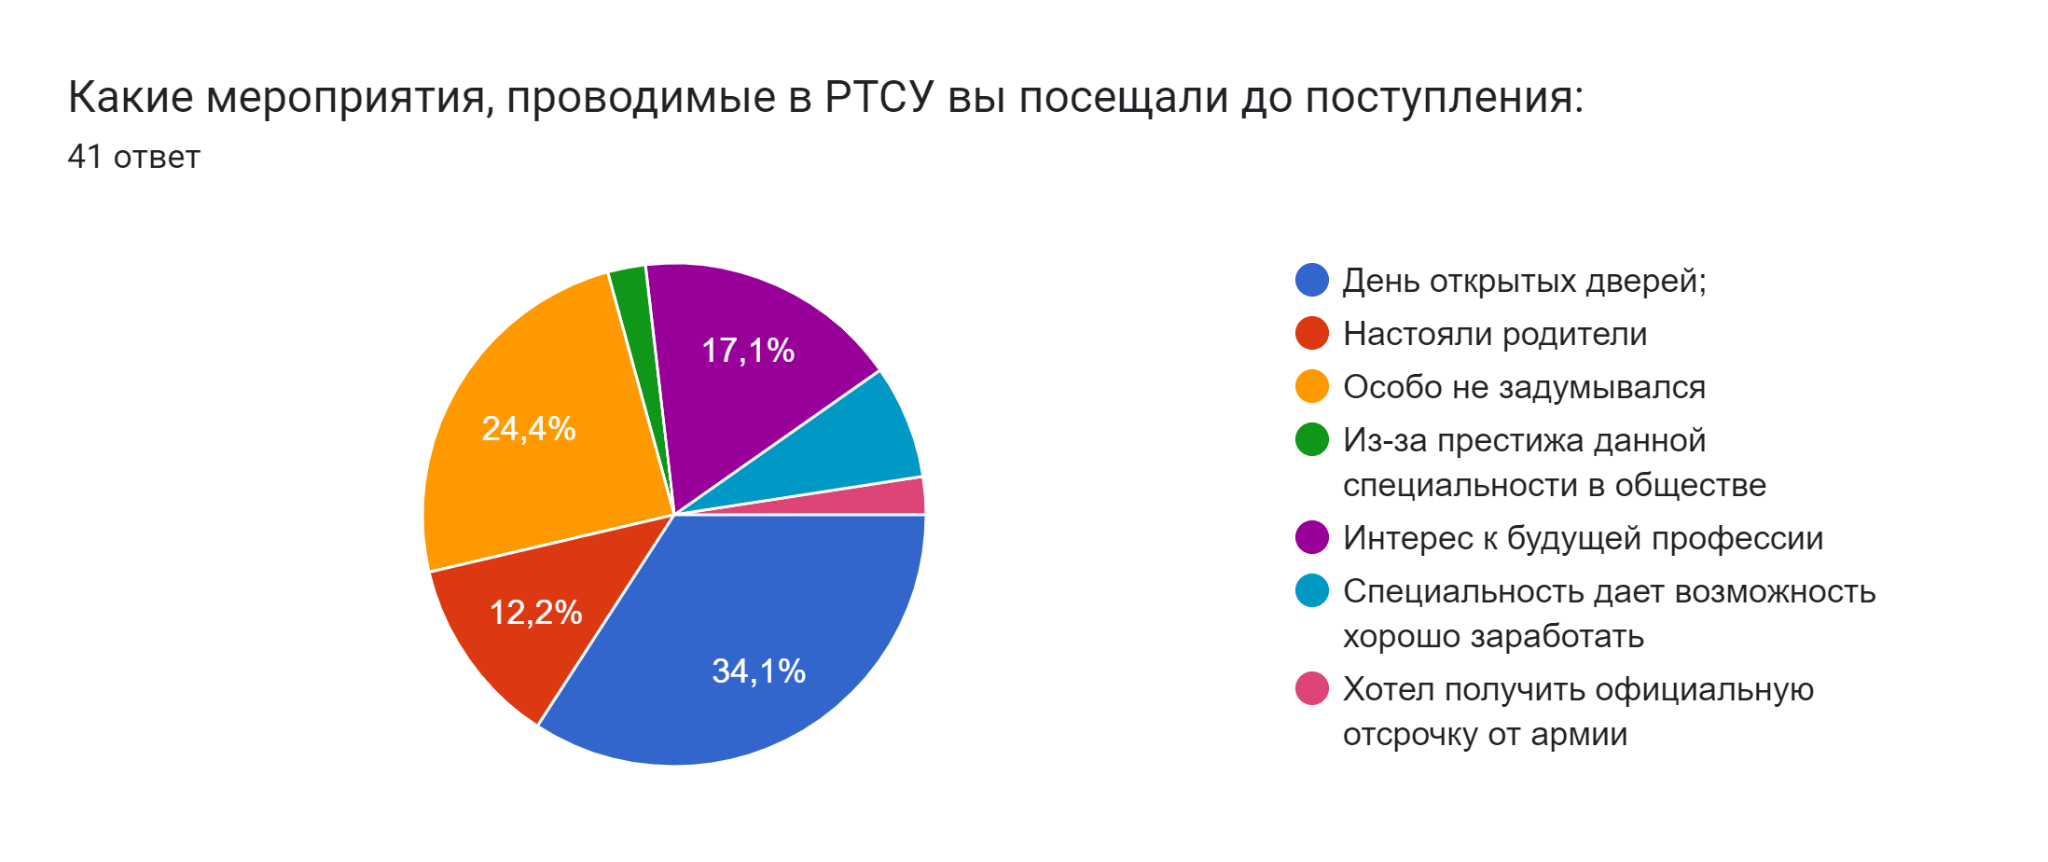 Какие мероприятия, проводимые в РТСУ вы посещали до поступления:
41 ответ
17,1%
24,4%
12,2%
34,1%
День открытых дверей;
Настояли родители
Особо не задумывался
Из-за престижа данной
специальности в обществе
Интерес к будущей профессии
Специальность дает возможность
хорошо заработать
Хотел получить официальную
отсрочку от армии